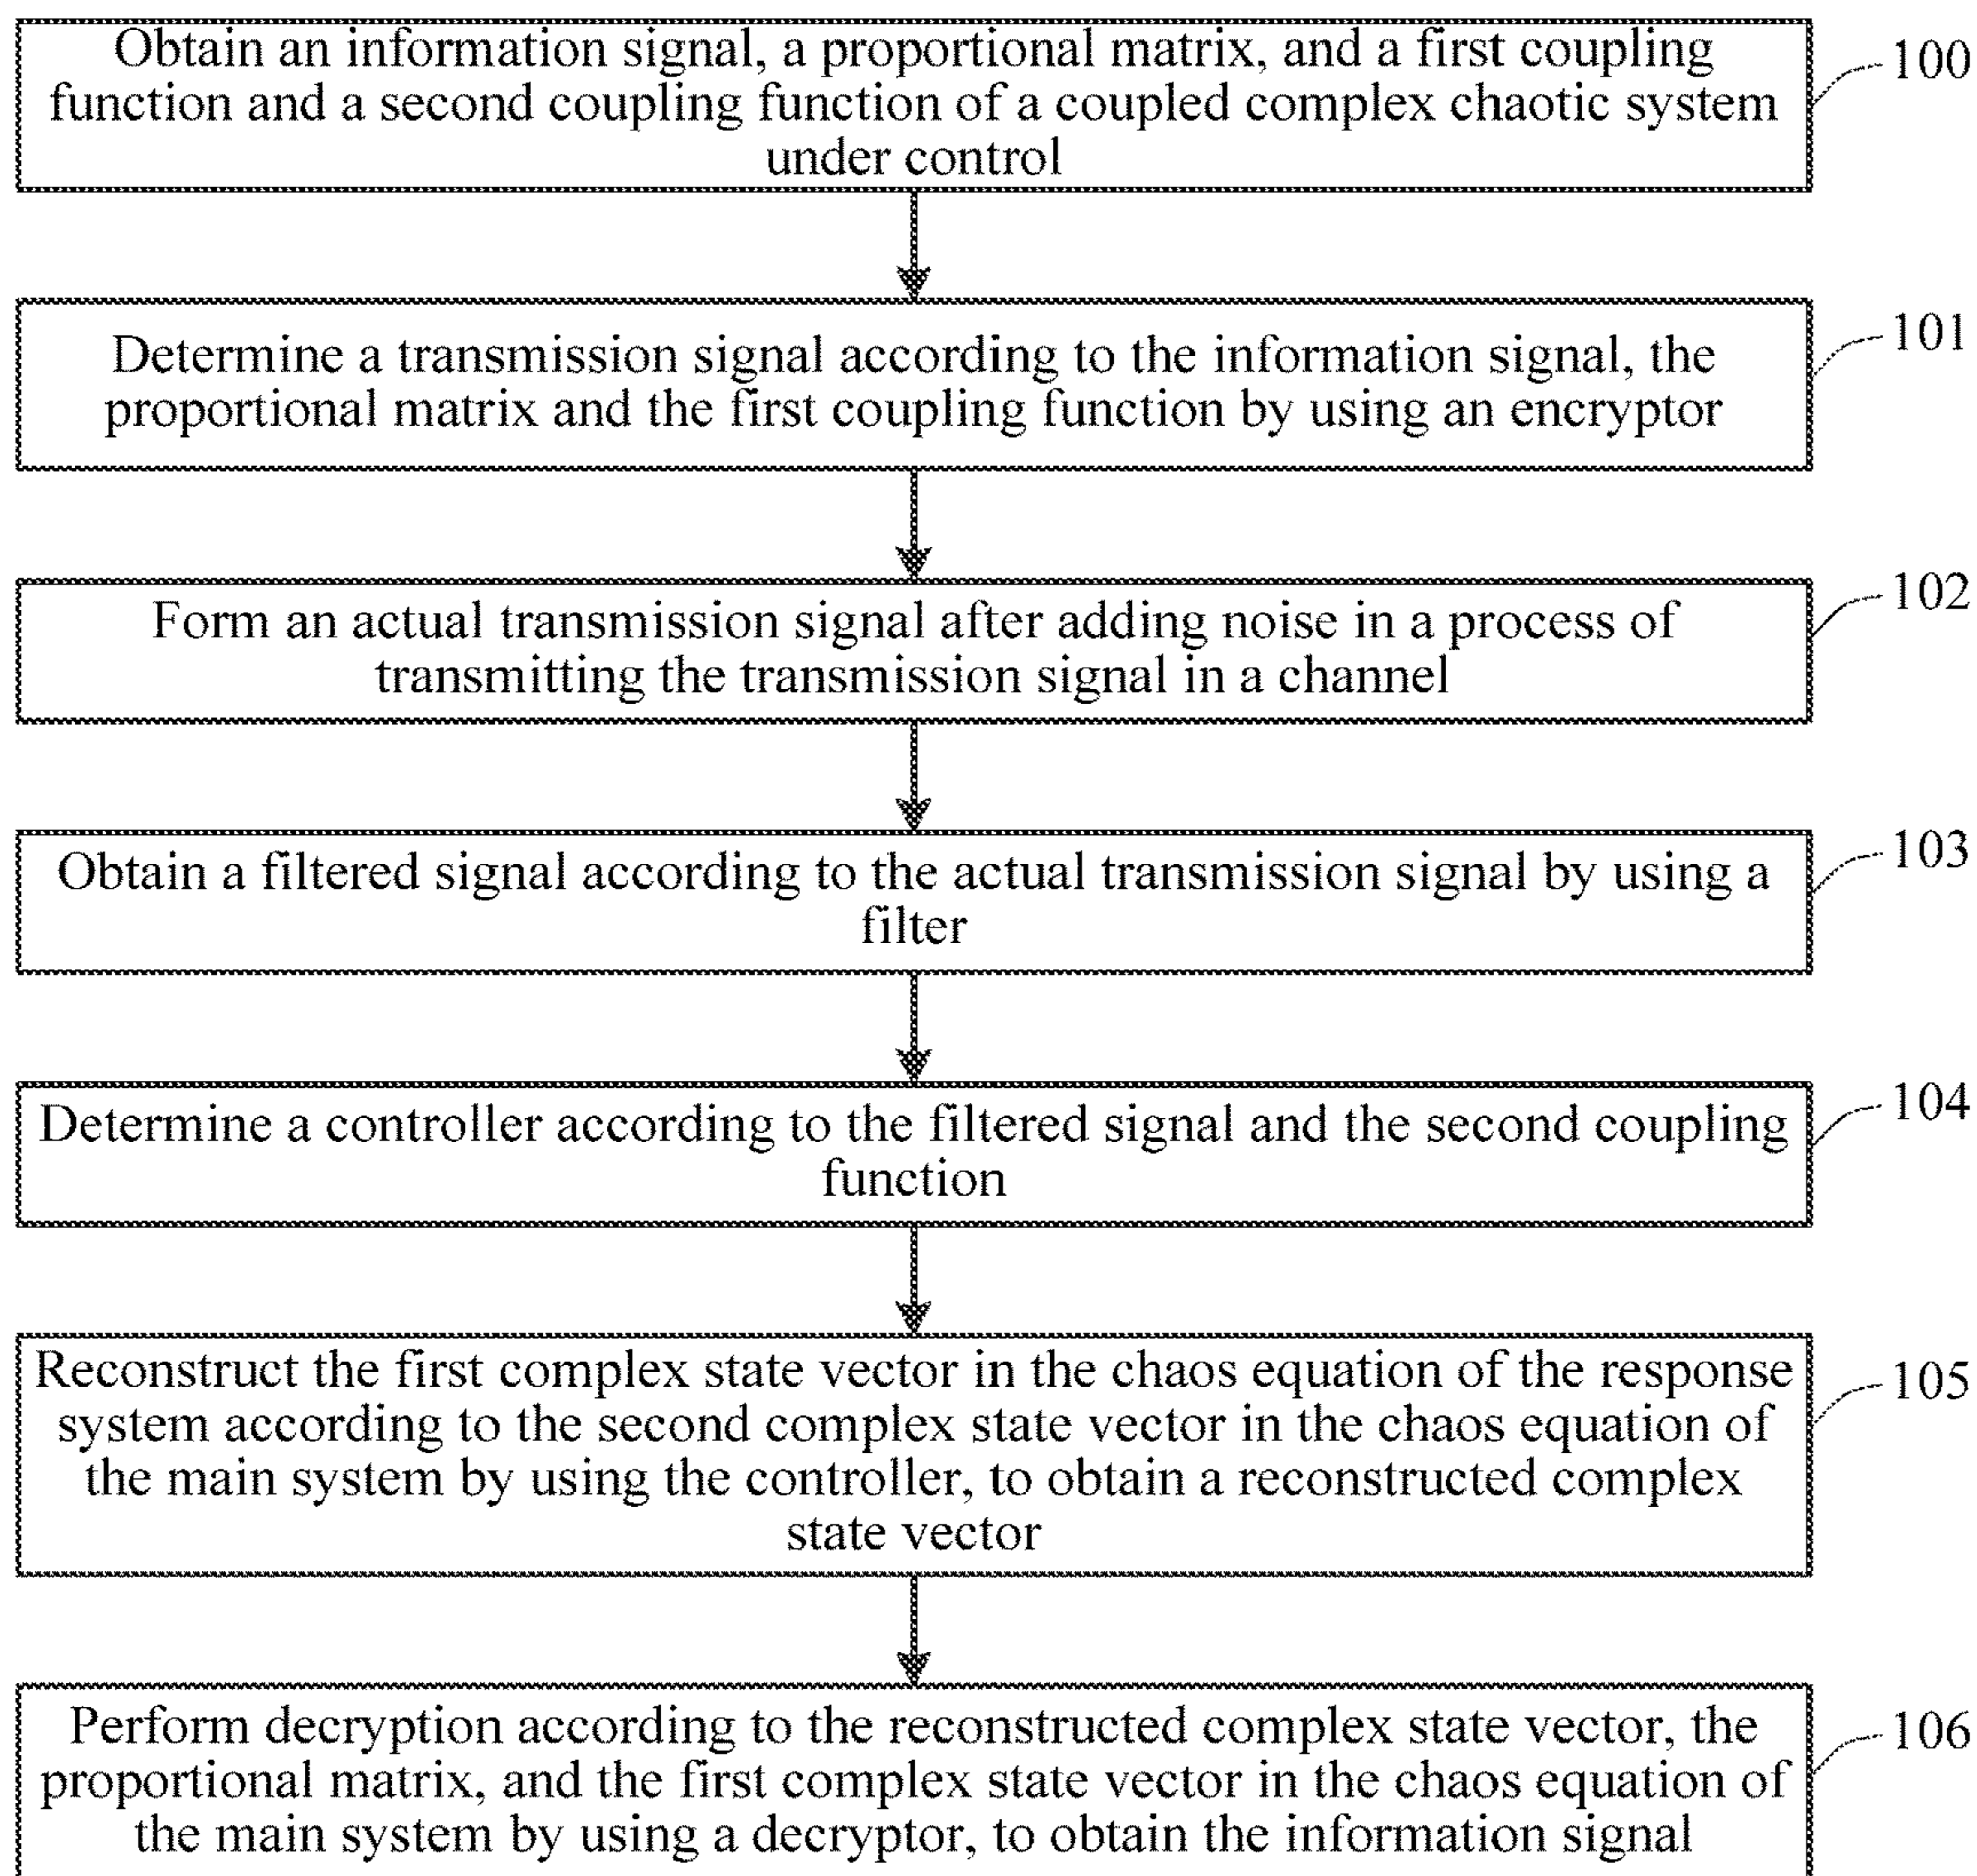 Obtain an information signal, a proportional matrix, and a first coupling
function and a second coupling function of a coupled complex chaotic system
under control
100
Determine a transmission signal according to the information signal, the
proportional matrix and the first coupling function by using an encryptor
101
Form an actual transmission signal after adding noise in a process of
transmitting the transmission signal in a channel
102
Obtain a filtered signal according to the actual transmission signal by using a
filter
103
Determine a controller according to the filtered signal and the second coupling
function
104
Reconstruct the first complex state vector in the chaos equation of the response
system according to the second complex state vector in the chaos equation of
the main system by using the controller, to obtain a reconstructed complex
state vector
105
Perform decryption according to the reconstructed complex state vector, the
proportional matrix, and the first complex state vector in the chaos equation of
the main system by using a decryptor, to obtain the information signal
106